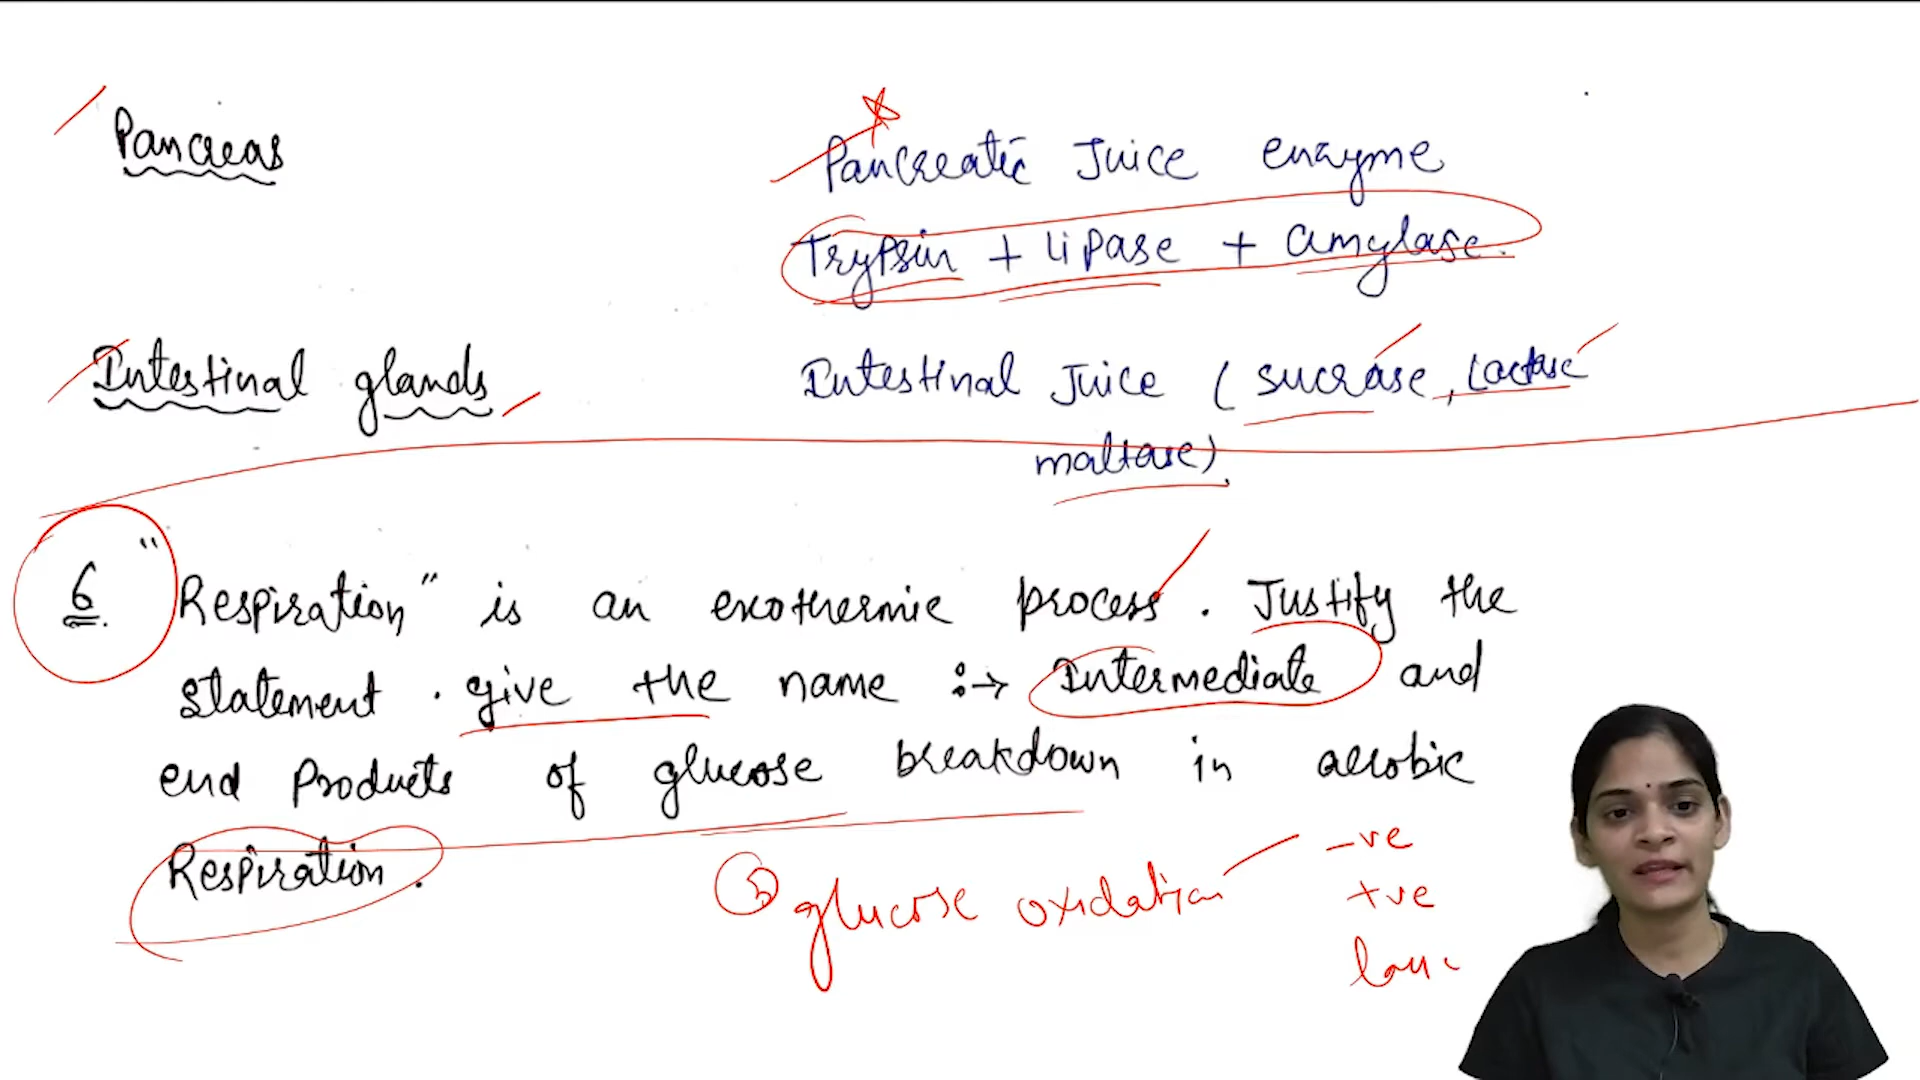 Pancreas
Pancreatic Juice enzyme
Trypsin + Lipase + amylase.
Intestinal glands
Intestinal Juice (sucrase, Lactase
maltase).
6. "Respiration" is an exothermic process. Justify the
statement. give the name :→ Intermediate and
end Products of glucose breakdown in aerobic
Respiration.
glucose oxidation
-ve
+ve